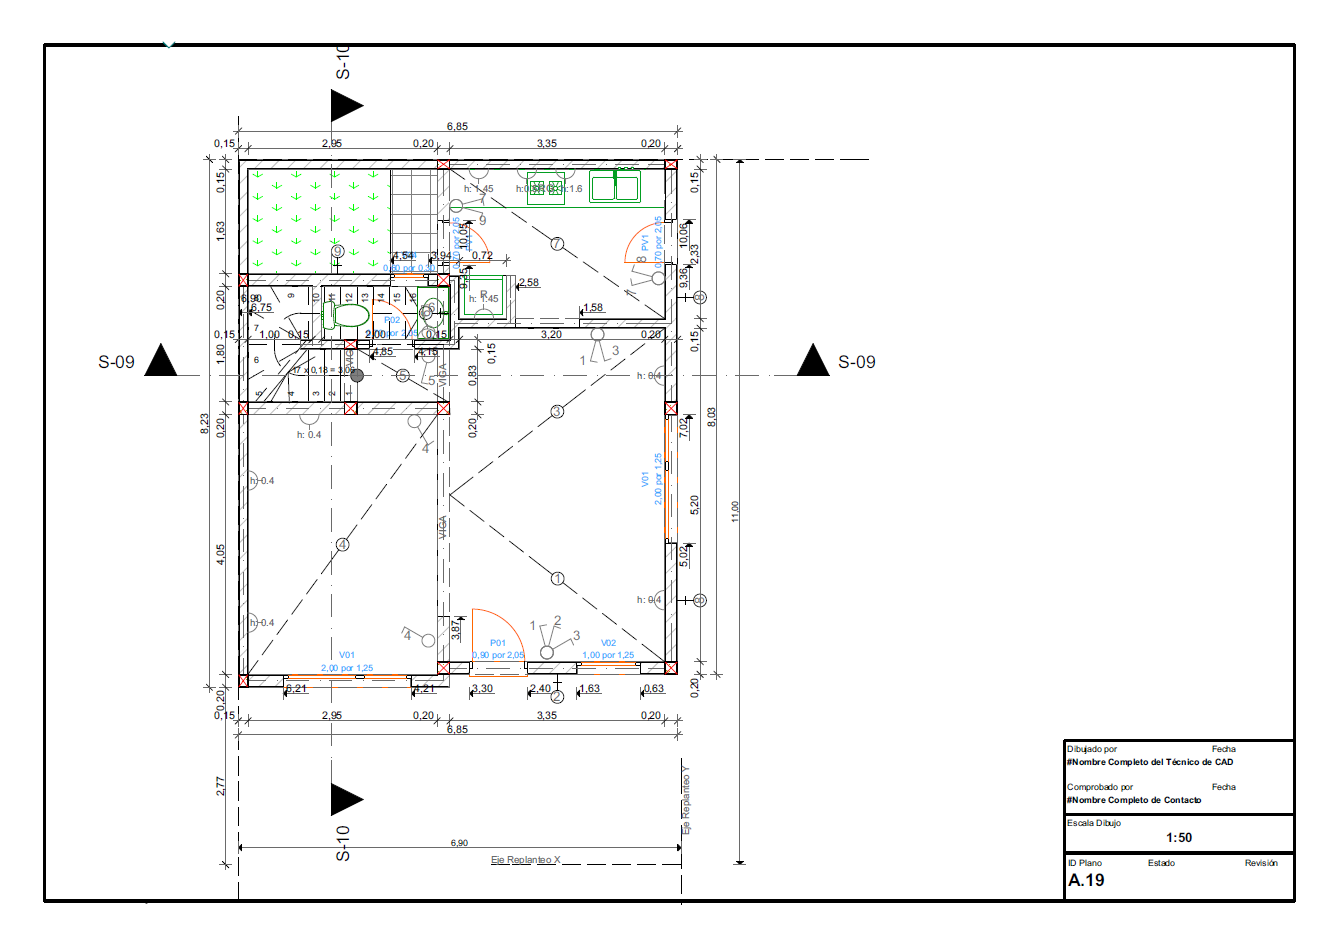 S-10
6,85
0,15
2,95
0,20
3,35
0,20
h: 1.45
h:1.6
0,15
0,15
7
9
1,63
PV1
0,70 por 2,05
10,05
PV1
0,70 por 2,05
10,06
2,33
9
7
4,54
3,94
0,72
8
0,60 por 0,30
9,35
7
9,36
2,58
6,90
8
9
10
11
12
13
14
15
16
6
R
h: 1.45
8
0,20
6,75
7
P02
1,58
0,15
1,00
0,15
2,00
0,15
3,20
0,20
0,15
4,85
4,15
0,15
1
3
S-09
S-09
1,80
6
VIGA
17 x 0,18 = 3,06
5
5
VIGA
0,83
h: 0.4
5
4
3
2
1
8,23
0,20
h: 0.4
4
0,20
3
7,02
8,03
h: 0.4
V01
2,00 por 1,25
4
VIGA
5,20
11,00
4,05
5,02
1
h: 0.4
8
h: 0.4
4
3,87
1
2
3
P01
0,90 por 2,05
V02
1,00 por 1,25
V01
2,00 por 1,25
6,21
4,21
3,30
2,40
2
1,63
0,63
0,20
0,20
0,15
2,95
0,20
3,35
0,20
6,85
2,77
Eje Replanteo Y
S-10
6,90
Eje Replanteo X
Dibujado por
Fecha
#Nombre Completo del Técnico de CAD
Comprobado por
Fecha
#Nombre Completo de Contacto
Escala Dibujo
1:50
ID Plano
Estado
Revisión
A.19